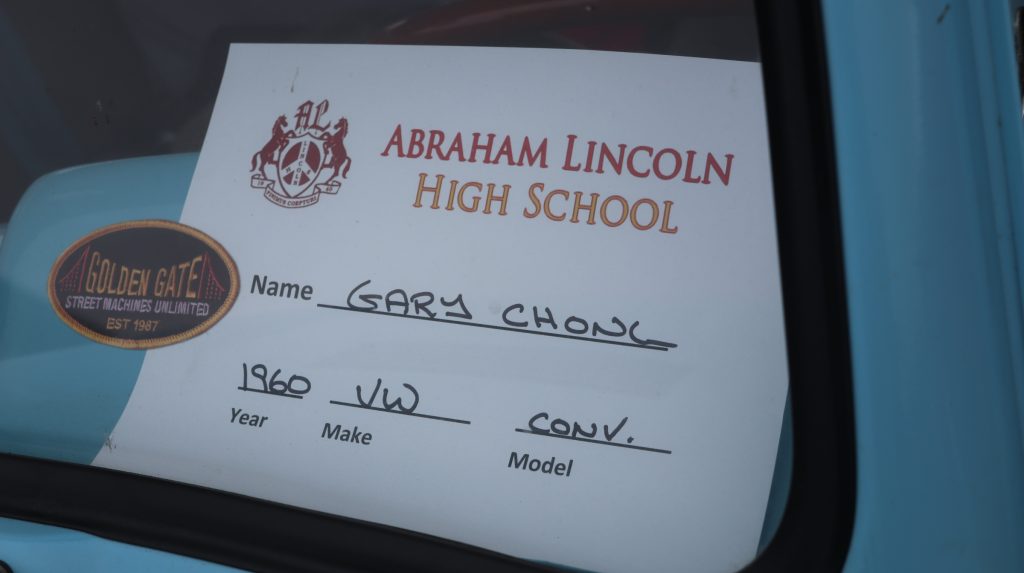 AL
ABRAHAM LINCOLN
HIGH SCHOOL
GOLDEN GATE
STREET MACHINES UNLIMITED
EST 1987
Name GARY CHONG
1960 VW CONV.
Year Make Model